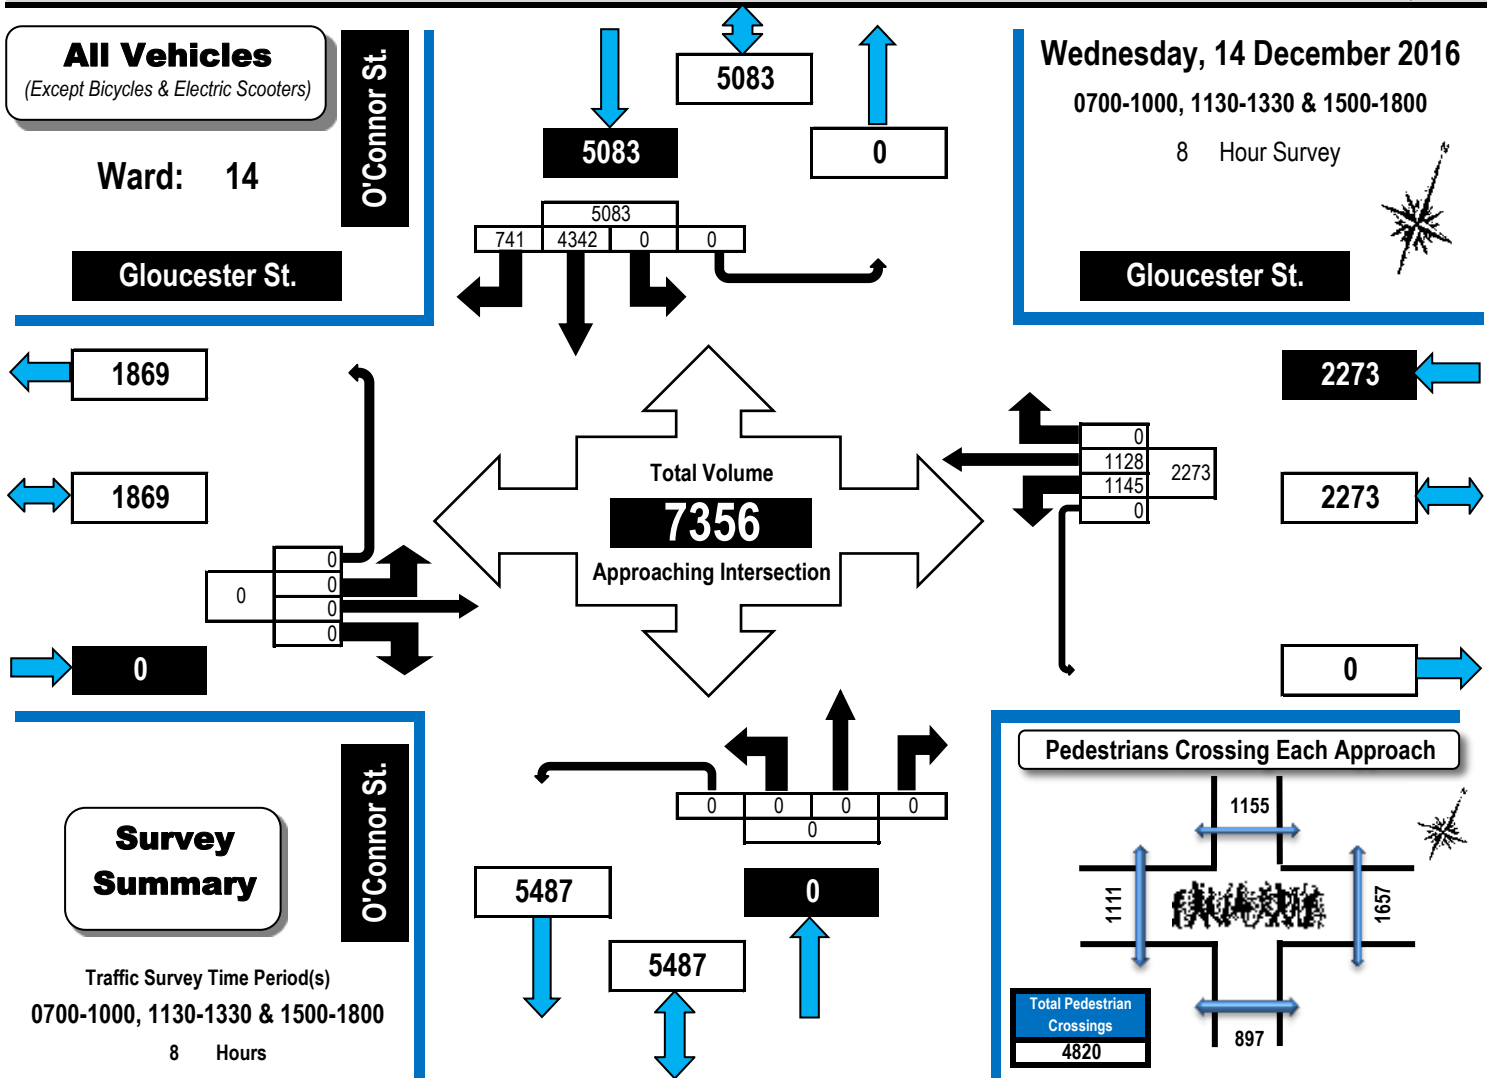 All Vehicles
(Except Bicycles & Electric Scooters)
Ward: 14
O'Connor St.
Gloucester St.
5083
5083
0
5083
741 4342 0 0
Wednesday, 14 December 2016
0700-1000, 1130-1330 & 1500-1800
8 Hour Survey
N
Gloucester St.
1869
1869
0
0
0
0
0
0
Total Volume
7356
Approaching Intersection
0
1128
1145
0
2273
2273
2273
0
Survey
Summary
O'Connor St.
Traffic Survey Time Period(s)
0700-1000, 1130-1330 & 1500-1800
8 Hours
0 0 0 0
0
5487
0
5487
Pedestrians Crossing Each Approach
1155
N
1111
1657
897
Total Pedestrian
Crossings
4820